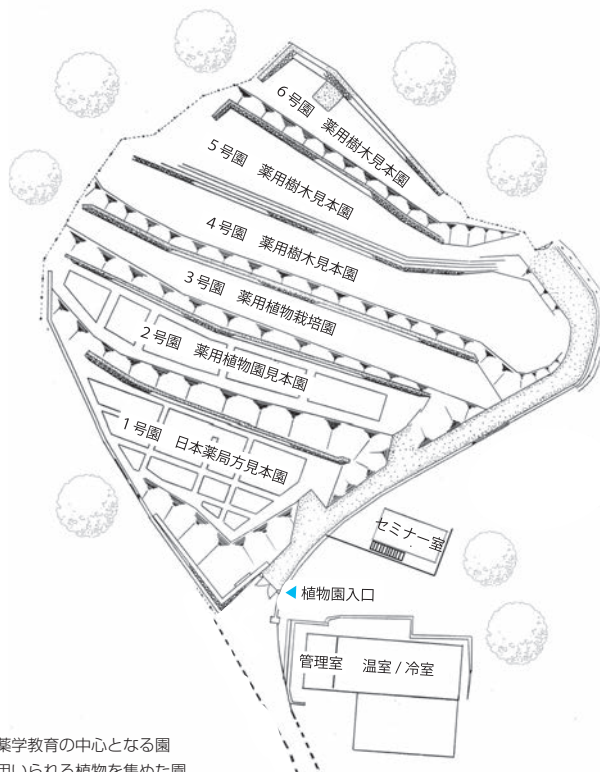 6号園 薬用樹木見本園
5号園 薬用樹木見本園
4号園 薬用樹木見本園
3号園 薬用植物栽培園
2号園 薬用植物園見本園
1号園 日本薬局方見本園
セミナー室
植物園入口
管理室 温室 / 冷室
薬学教育の中心となる園
用いられる植物を集めた園